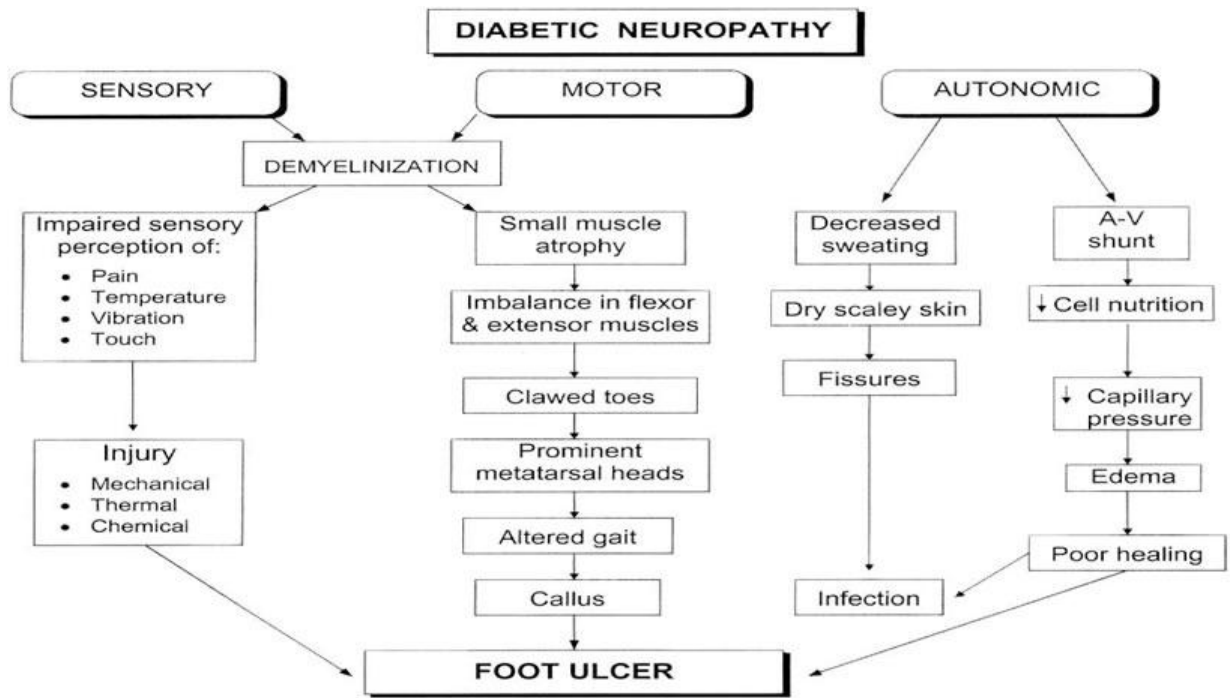 DIABETIC NEUROPATHY
SENSORY
MOTOR
AUTONOMIC
DEMYELINIZATION
Impaired sensory
perception of:
• Pain
• Temperature
• Vibration
• Touch
Injury
• Mechanical
• Thermal
• Chemical
Small muscle
atrophy
Imbalance in flexor
& extensor muscles
Clawed toes
Prominent
metatarsal heads
Altered gait
Callus
Decreased
sweating
Dry scaley skin
Fissures
Infection
A-V
shunt
↓ Cell nutrition
↓ Capillary
pressure
Edema
Poor healing
FOOT ULCER